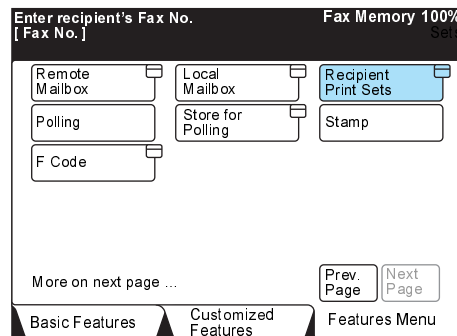 Enter recipient's Fax No.
Fax Memory 100%
[ Fax No. ]
Sets
Remote
Mailbox
Local
Mailbox
Recipient
Print Sets
Polling
Store for
Polling
Stamp
F Code
More on next page ...
Prev.
Page
Next
Page
Basic Features
Customized
Features
Features Menu